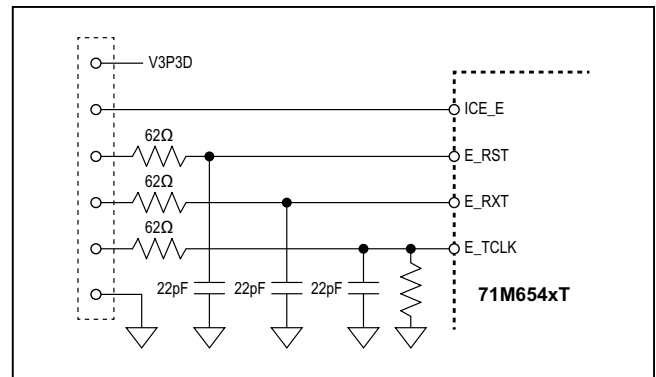 V3P3D
ICE_E
62Ω
E_RST
62Ω
E_RXT
62Ω
E_TCLK
22pF 22pF 22pF
71M654xT